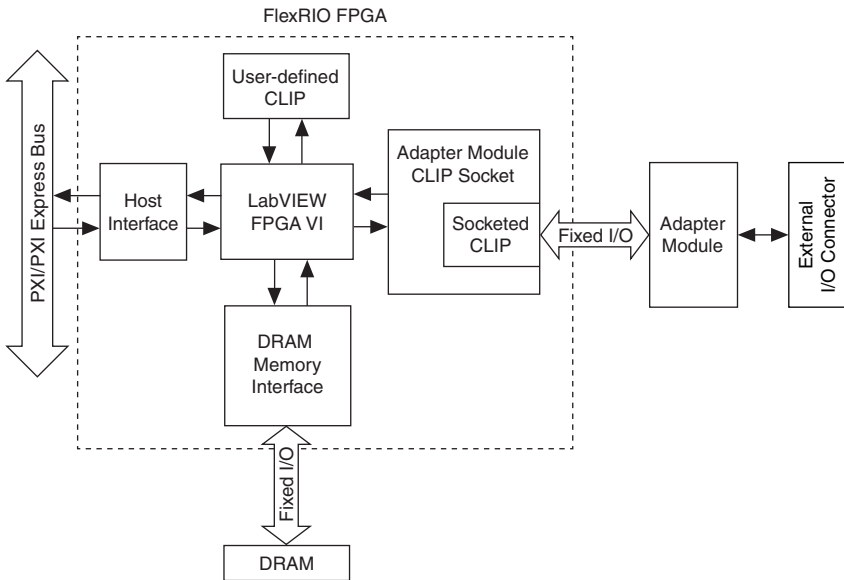 FlexRIO FPGA
User-defined
CLIP
PXI/PXI Express Bus
Host
Interface
LabVIEW
FPGA VI
Adapter Module
CLIP Socket
Socketed
CLIP
Fixed I/O
Adapter
Module
External
I/O Connector
DRAM
Memory
Interface
Fixed I/O
DRAM